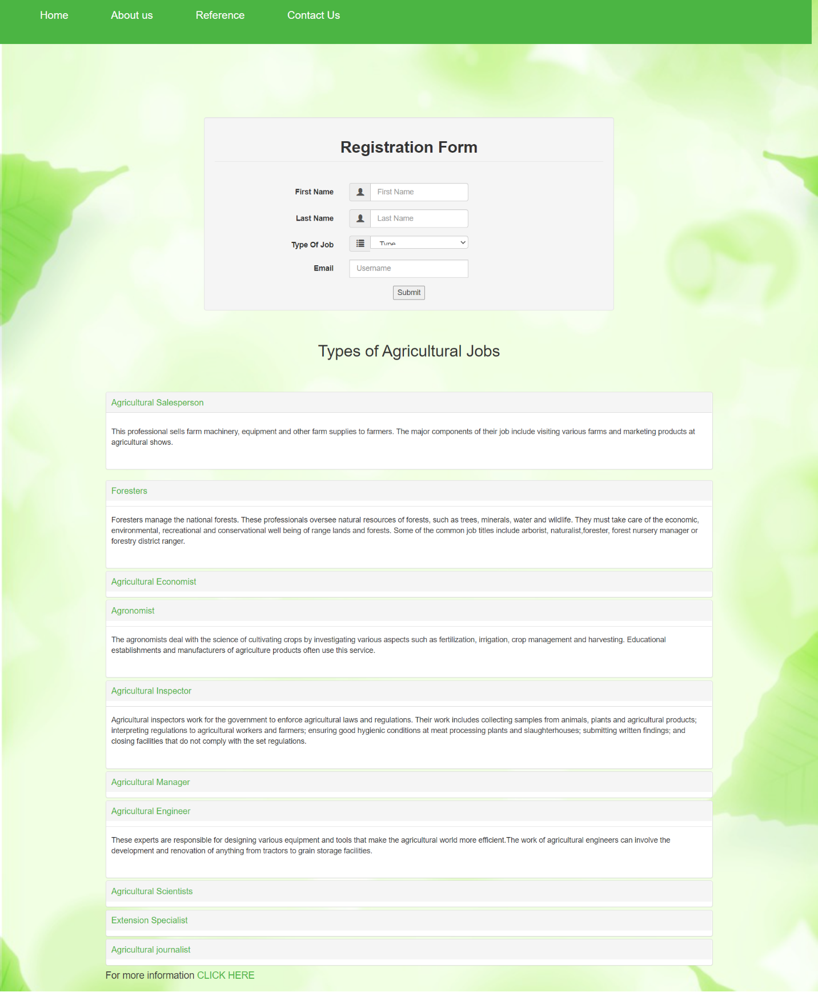 Home About us Reference Contact Us
Registration Form
First Name First Name
Last Name Last Name
Type Of Job Type
Email Username
Submit
Types of Agricultural Jobs
Agricultural Salesperson
This professional sells farm machinery, equipment and other farm supplies to farmers. The major components of their job include visiting various farms and marketing products at
agricultural shows.
Foresters
Foresters manage the national forests. These professionals oversee natural resources of forests, such as trees, minerals, water and wildlife. They must take care of the economic,
environmental, recreational and conservational well being of range lands and forests. Some of the common job titles include arborist, naturalist,forester, forest nursery manager or
forestry district ranger.
Agricultural Economist
Agronomist
The agronomists deal with the science of cultivating crops by investigating various aspects such as fertilization, irrigation, crop management and harvesting. Educational
establishments and manufacturers of agriculture products often use this service.
Agricultural Inspector
Agricultural inspectors work for the government to enforce agricultural laws and regulations. Their work includes collecting samples from animals, plants and agricultural products;
interpreting regulations to agricultural workers and farmers; ensuring good hygienic conditions at meat processing plants and slaughterhouses; submitting written findings; and
closing facilities that do not comply with the set regulations.
Agricultural Manager
Agricultural Engineer
These experts are responsible for designing various equipment and tools that make the agricultural world more efficient.The work of agricultural engineers can involve the
development and renovation of anything from tractors to grain storage facilities.
Agricultural Scientists
Extension Specialist
Agricultural journalist
For more information CLICK HERE